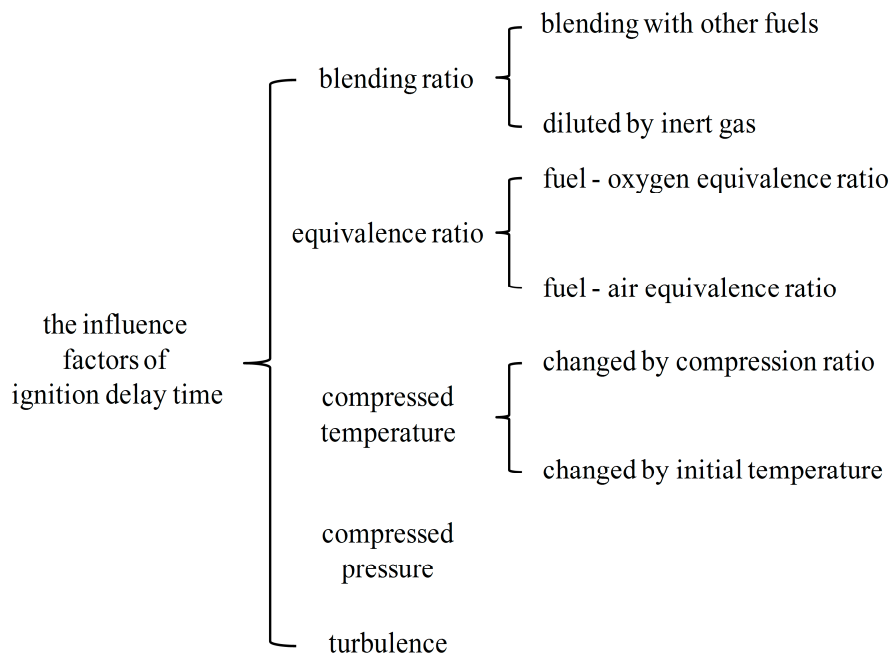 the influence
factors of
ignition delay time
blending ratio
blending with other fuels
diluted by inert gas
equivalence ratio
fuel - oxygen equivalence ratio
fuel - air equivalence ratio
compressed
temperature
changed by compression ratio
changed by initial temperature
compressed
pressure
turbulence